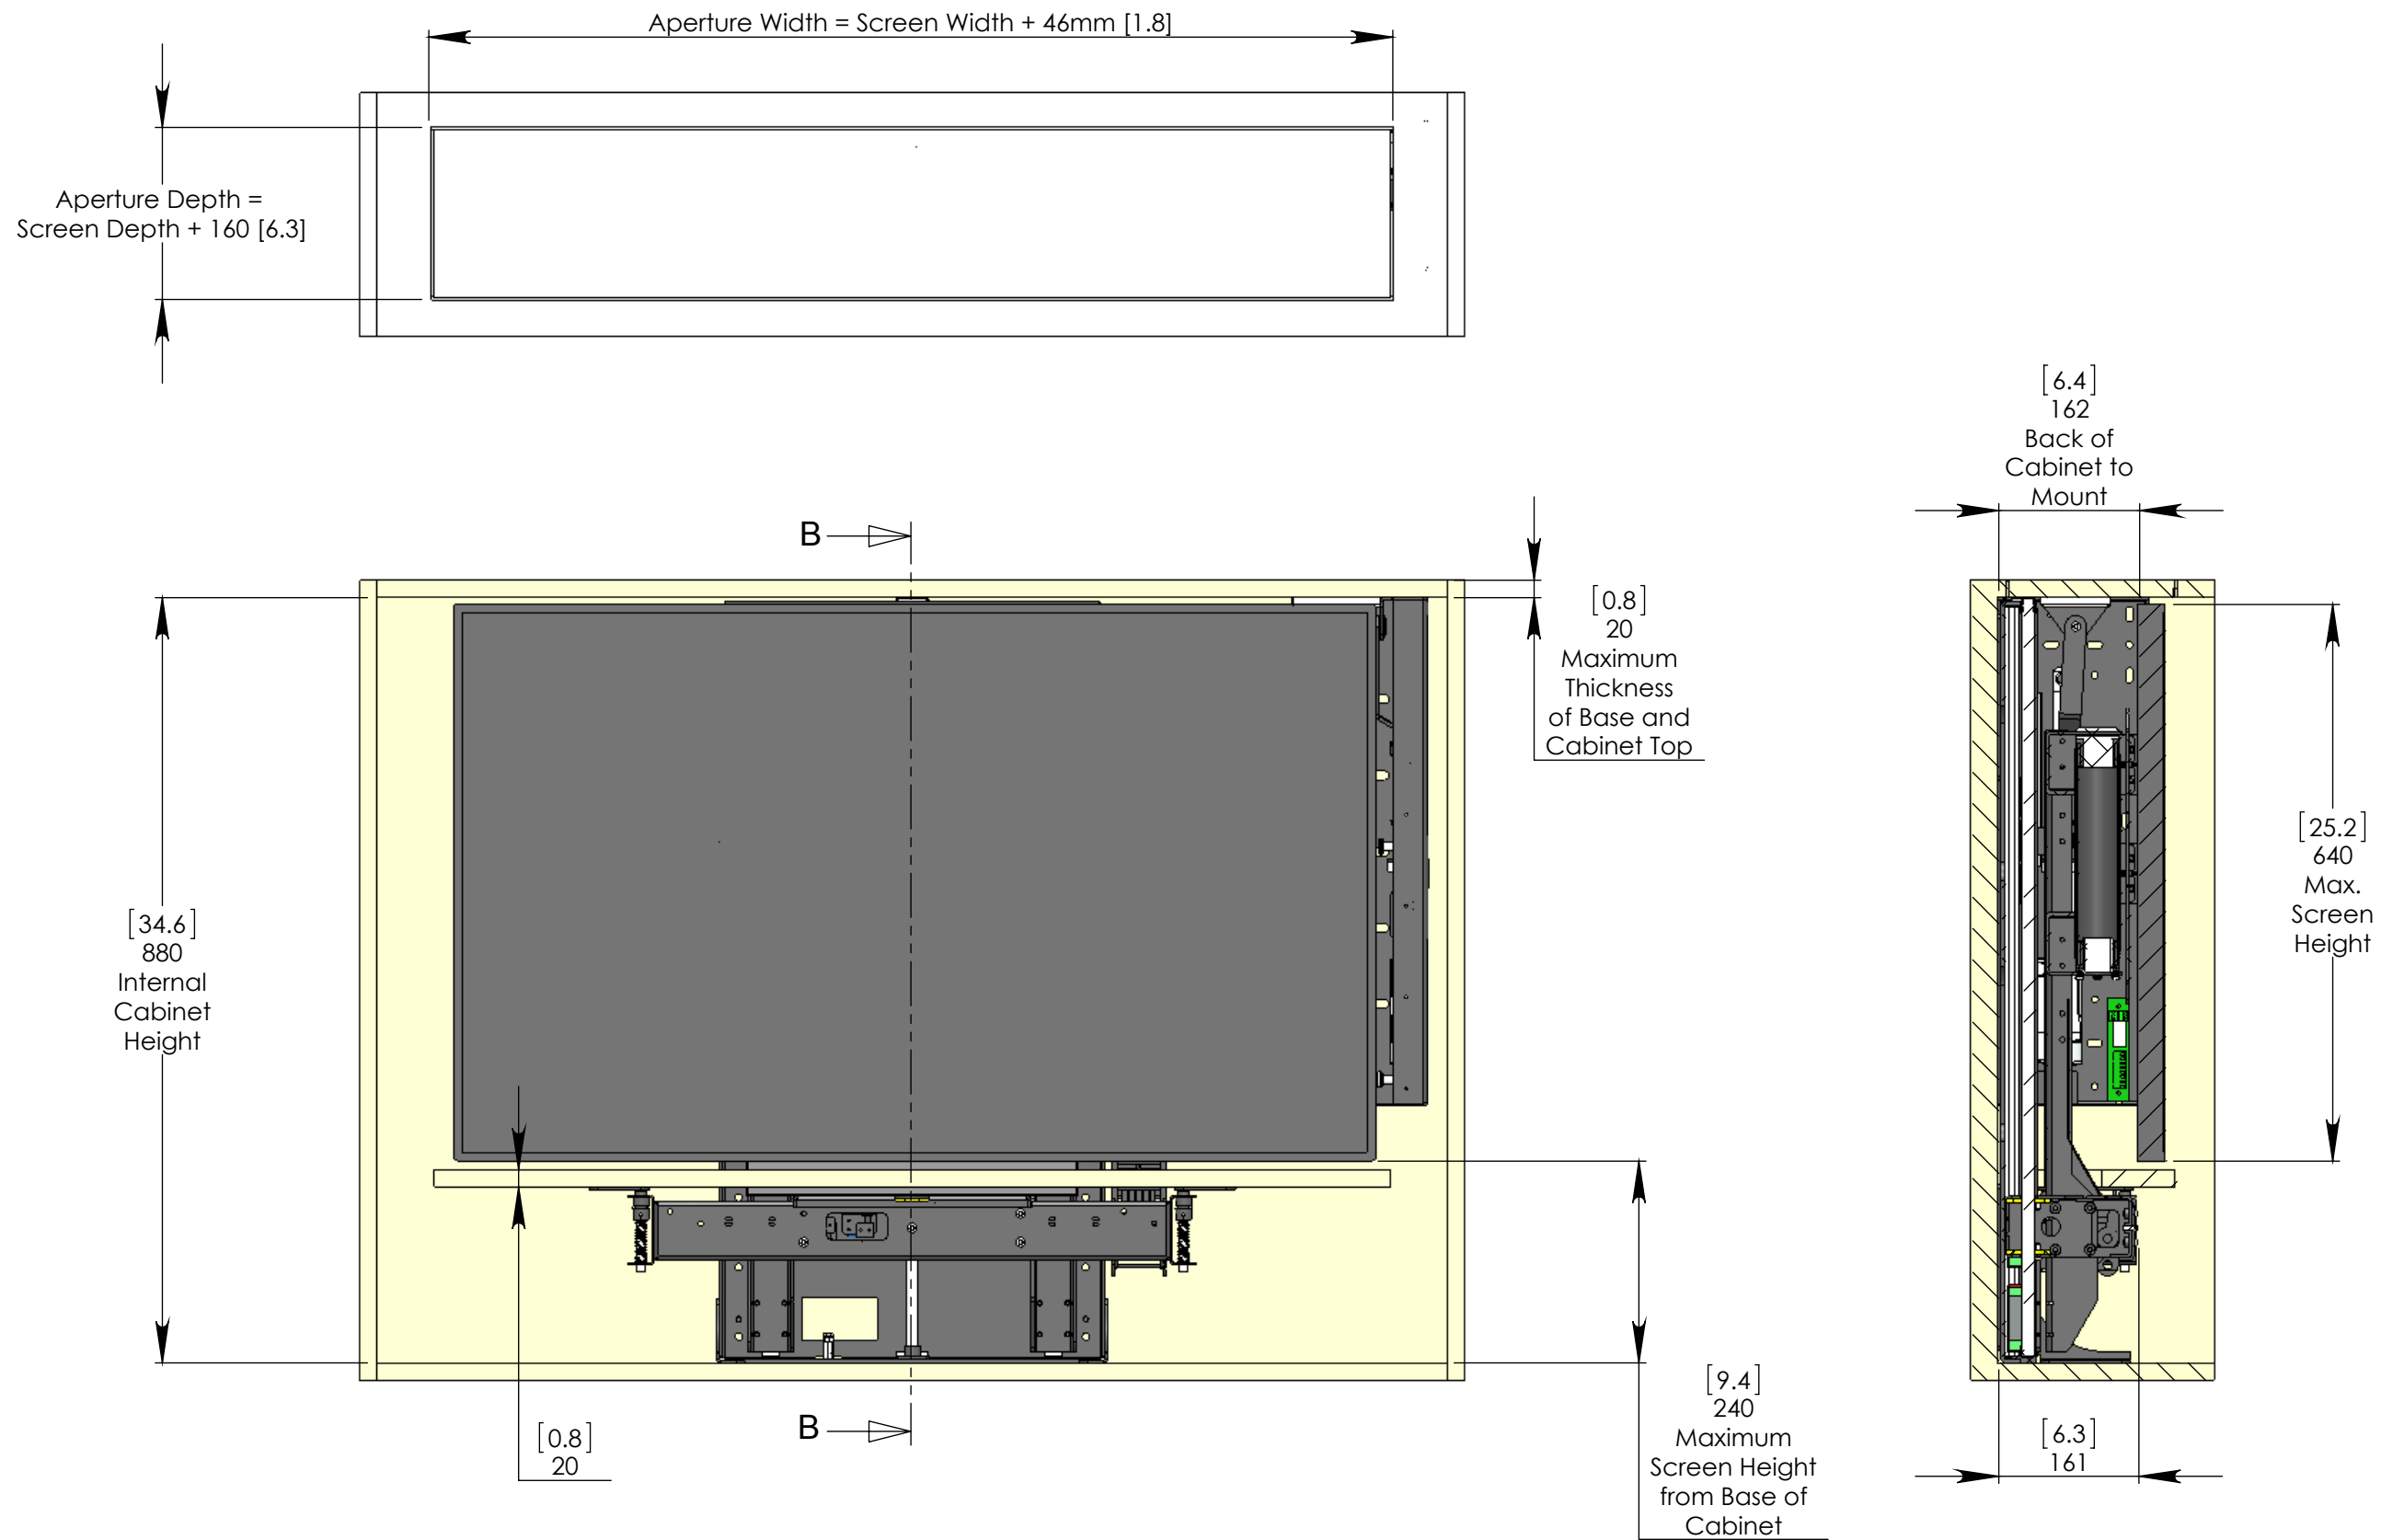 Aperture Width = Screen Width + 46mm [1.8]
Aperture Depth =
Screen Depth + 160 [6.3]
[6.4]
162
Back of
Cabinet to
Mount
B
[0.8]
20
Maximum
Thickness
of Base and
Cabinet Top
[25.2]
640
Max.
Screen
Height
[34.6]
880
Internal
Cabinet
Height
[9.4]
240
Maximum
Screen Height
from Base of
Cabinet
B
[0.8]
20
[6.3]
161